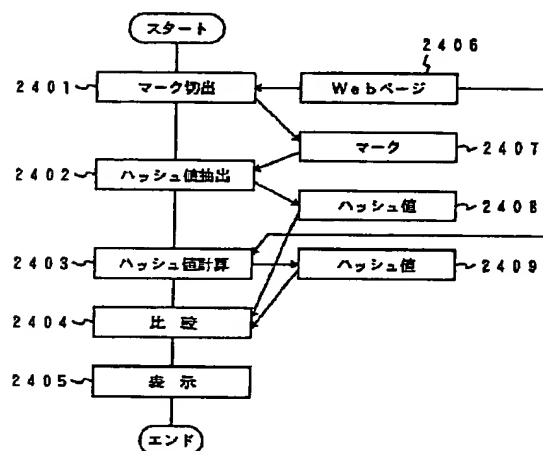 スタート
2406
2401 マーク切出 Webページ
マーク 2407
2402 ハッシュ値抽出
ハッシュ値 2408
2403 ハッシュ値計算 ハッシュ値 2409
2404 比 較
2405 表 示
エンド